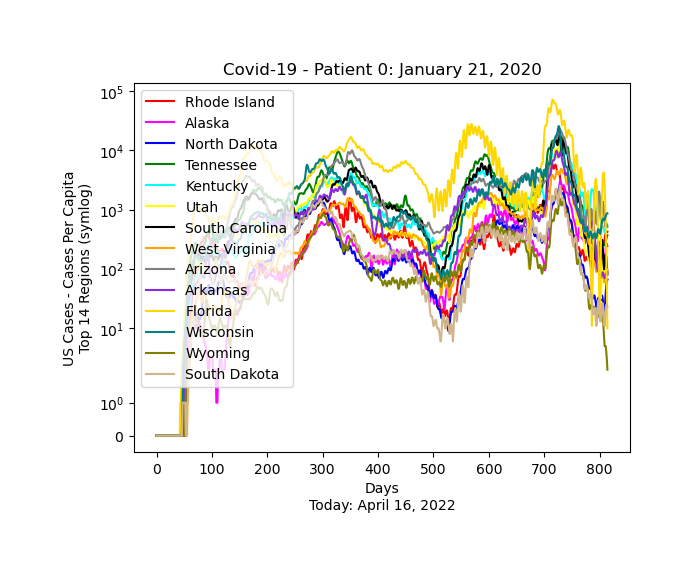 Covid-19 - Patient 0: January 21, 2020
US Cases - Cases Per Capita
Top 14 Regions (symlog)
10^5
10^4
10^3
10^2
10^1
10^0
0
Rhode Island
Alaska
North Dakota
Tennessee
Kentucky
Utah
South Carolina
West Virginia
Arizona
Arkansas
Florida
Wisconsin
Wyoming
South Dakota
0 100 200 300 400 500 600 700 800
Days
Today: April 16, 2022